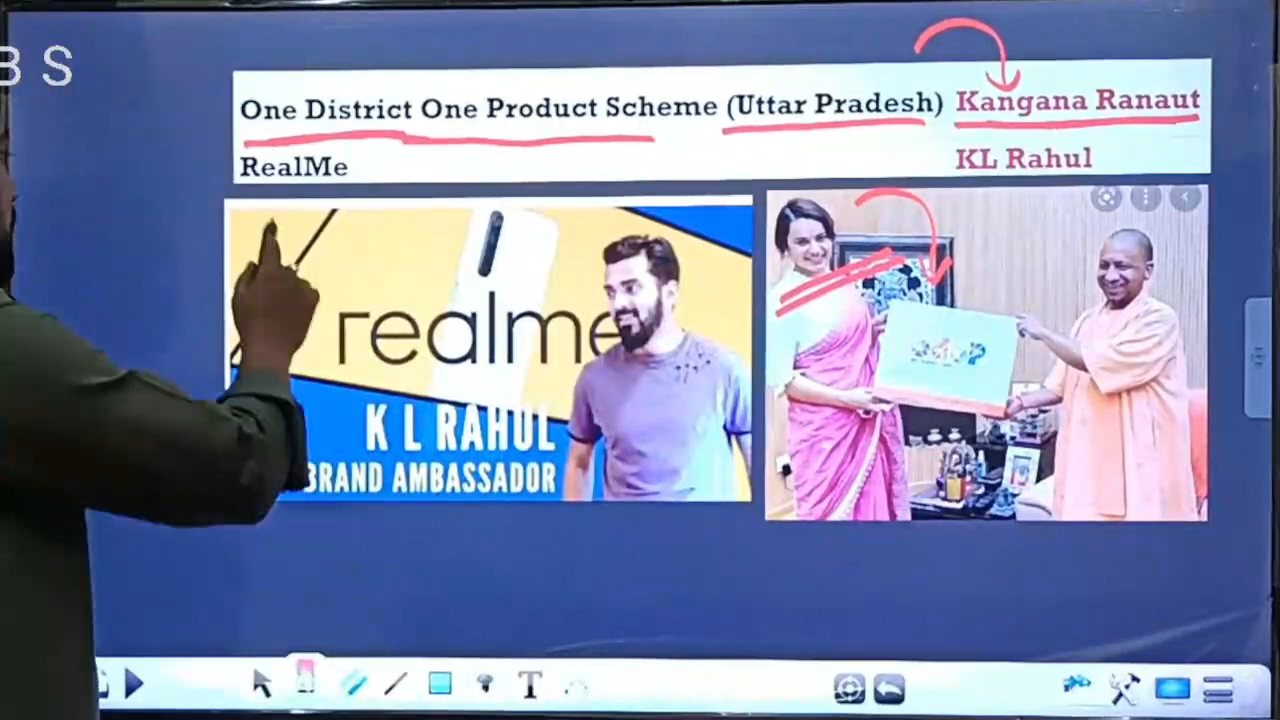 B S
One District One Product Scheme (Uttar Pradesh) Kangana Ranaut
RealMe KL Rahul
realme
K L RAHUL
BRAND AMBASSADOR
T